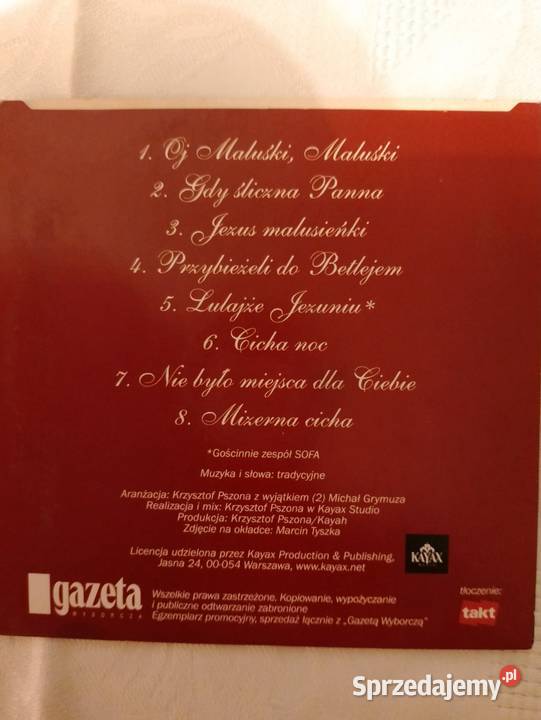 1. Oj Maluśki, Maluśki
2. Gdy śliczna Panna
3. Jezus malusieńki
4. Przybieżeli do Betlejem
5. Lulajże Jezuniu*
6. Cicha noc
7. Nie było miejsca dla Ciebie
8. Mizerna cicha
*Gościnnie zespół SOFA
Muzyka i słowa: tradycyjne
Aranżacja: Krzysztof Pszona z wyjątkiem (2) Michał Grymuza
Realizacja i mix: Krzysztof Pszona w Kayax Studio
Produkcja: Krzysztof Pszona/Kayah
Zdjęcie na okładce: Marcin Tyszka
Licencja udzielona przez Kayax Production & Publishing,
Jasna 24, 00-054 Warszawa, www.kayax.net
KAYAX
gazeta
WYBORCZA
Wszelkie prawa zastrzeżone, Kopiowanie, wypożyczanie
i publiczne odtwarzanie zabronione
Egzemplarz promocyjny, sprzedaż łącznie z „Gazetą Wyborczą”
tłoczenie:
takt
Sprzedajemy.pl